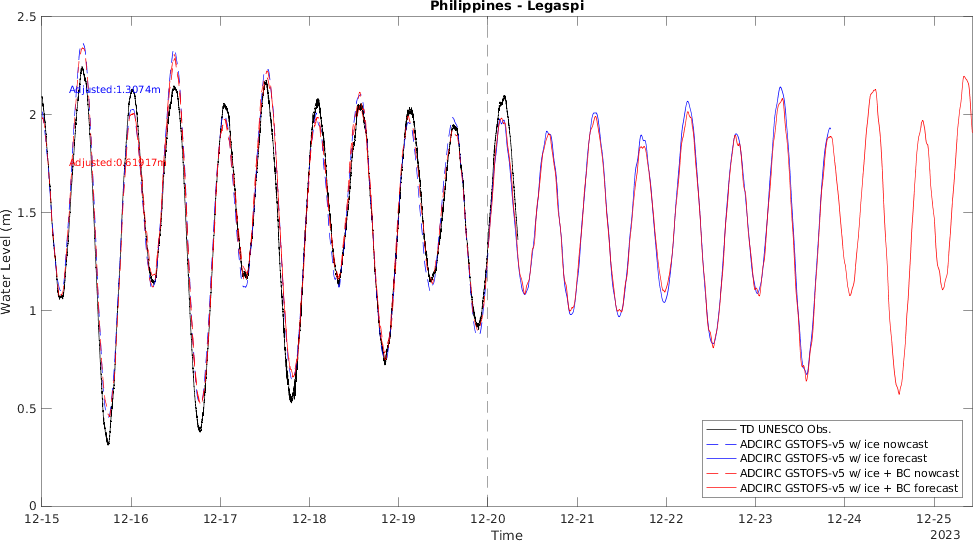 Philippines - Legaspi
2.5
2
1.5
1
0.5
0
Water Level (m)
Adjusted:1.3074m
Adjusted:0.61917m
TD UNESCO Obs.
ADCIRC GSTOFS-v5 w/ ice nowcast
ADCIRC GSTOFS-v5 w/ ice forecast
ADCIRC GSTOFS-v5 w/ ice + BC nowcast
ADCIRC GSTOFS-v5 w/ ice + BC forecast
12-15 12-16 12-17 12-18 12-19 12-20 12-21 12-22 12-23 12-24 12-25
Time
2023